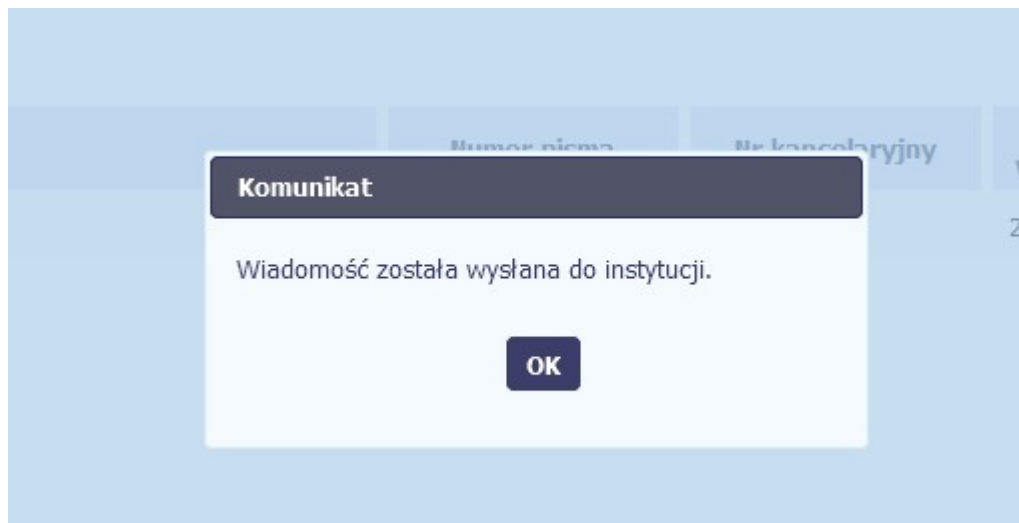 Numer pisma
Nr kancelaryjny
Komunikat
Wiadomość została wysłana do instytucji.
OK